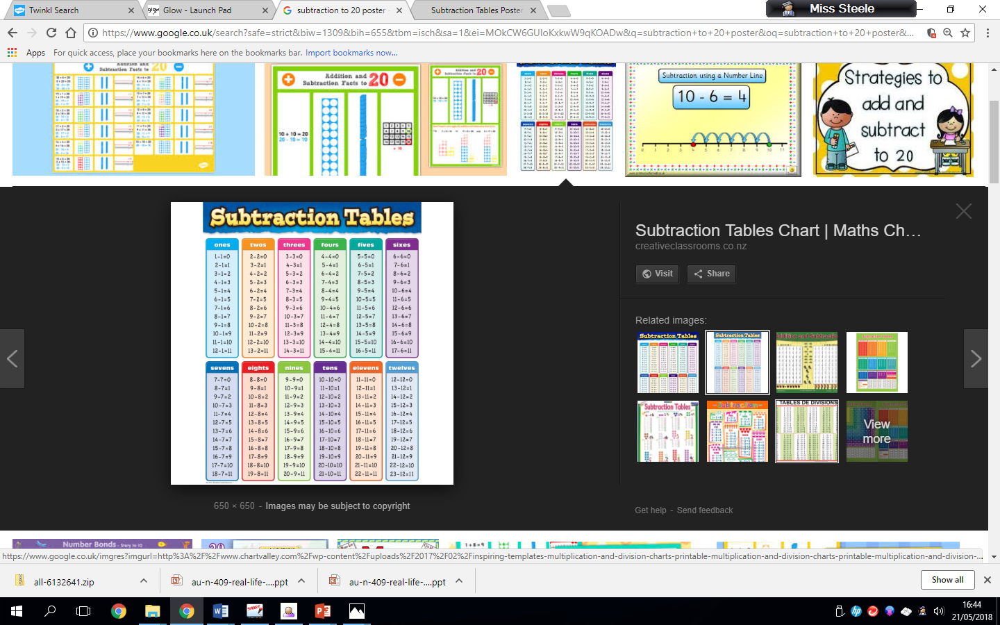 Twinkl Search
Glow - Launch Pad
subtraction to 20 poster -
Subtraction Tables Poster
Miss Steele
https://www.google.co.uk/search?safe=strict&biw=1309&bih=655&tbm=isch&sa=1&ei=MOkCW6GUIoKxkwW9qKOADw&q=subtraction+to+20+poster&oq=subtraction+to+20+poster&...
Apps
For quick access, place your bookmarks here on the bookmarks bar. Import bookmarks now...
Addition and
Subtraction Facts to 20
Addition and
Subtraction Facts to 20
10 + 10 = 20
20 - 10 = 10
Subtraction using a Number Line
10 - 6 = 4
0 1 2 3 4 5 6 7 8 9 10 11
Strategies to
add and
subtract
to 20
Subtraction Tables
ones twos threes fours fives sixes
1-1=0 2-2=0 3-3=0 4-4=0 5-5=0 6-6=0
2-1=1 3-2=1 4-3=1 5-4=1 6-5=1 7-6=1
3-1=2 4-2=2 5-3=2 6-4=2 7-5=2 8-6=2
4-1=3 5-2=3 6-3=3 7-4=3 8-5=3 9-6=3
5-1=4 6-2=4 7-3=4 8-4=4 9-5=4 10-6=4
6-1=5 7-2=5 8-3=5 9-4=5 10-5=5 11-6=5
7-1=6 8-2=6 9-3=6 10-4=6 11-5=6 12-6=6
8-1=7 9-2=7 10-3=7 11-4=7 12-5=7 13-6=7
9-1=8 10-2=8 11-3=8 12-4=8 13-5=8 14-6=8
10-1=9 11-2=9 12-3=9 13-4=9 14-5=9 15-6=9
11-1=10 12-2=10 13-3=10 14-4=10 15-5=10 16-6=10
12-1=11 13-2=11 14-3=11 15-4=11 16-5=11 17-6=11
sevens eights nines tens elevens twelves
7-7=0 8-8=0 9-9=0 10-10=0 11-11=0 12-12=0
8-7=1 9-8=1 10-9=1 11-10=1 12-11=1 13-12=1
9-7=2 10-8=2 11-9=2 12-10=2 13-11=2 14-12=2
10-7=3 11-8=3 12-9=3 13-10=3 14-11=3 15-12=3
11-7=4 12-8=4 13-9=4 14-10=4 15-11=4 16-12=4
12-7=5 13-8=5 14-9=5 15-10=5 16-11=5 17-12=5
13-7=6 14-8=6 15-9=6 16-10=6 17-11=6 18-12=6
14-7=7 15-8=7 16-9=7 17-10=7 18-11=7 19-12=7
15-7=8 16-8=8 17-9=8 18-10=8 19-11=8 20-12=8
16-7=9 17-8=9 18-9=9 19-10=9 20-11=9 21-12=9
17-7=10 18-8=10 19-9=10 20-10=10 21-11=10 22-12=10
18-7=11 19-8=11 20-9=11 21-10=11 22-11=11 23-12=11
650 × 650 - Images may be subject to copyright
Subtraction Tables Chart | Maths Ch...
creativeclassrooms.co.nz
Visit
Share
Related images:
Subtraction Tables
Subtraction Tables
Subtraction Tables
Subtraction
TABLES DE DIVISIONS
View
more
Get help - Send feedback
Number Bonds - Story to 10
https://www.google.co.uk/imgres?imgurl=http%3A%2F%2Fwww.chartvalley.com%2Fwp-content%2Fuploads%2F2017%2F02%2Finspiring-templates-multiplication-and-division-charts-printable-multiplication-and-division-charts-printable-multiplication-and-division-...
all-6132641.zip
au-n-409-real-life-....ppt
au-n-409-real-life-....ppt
Show all
16:44
21/05/2018